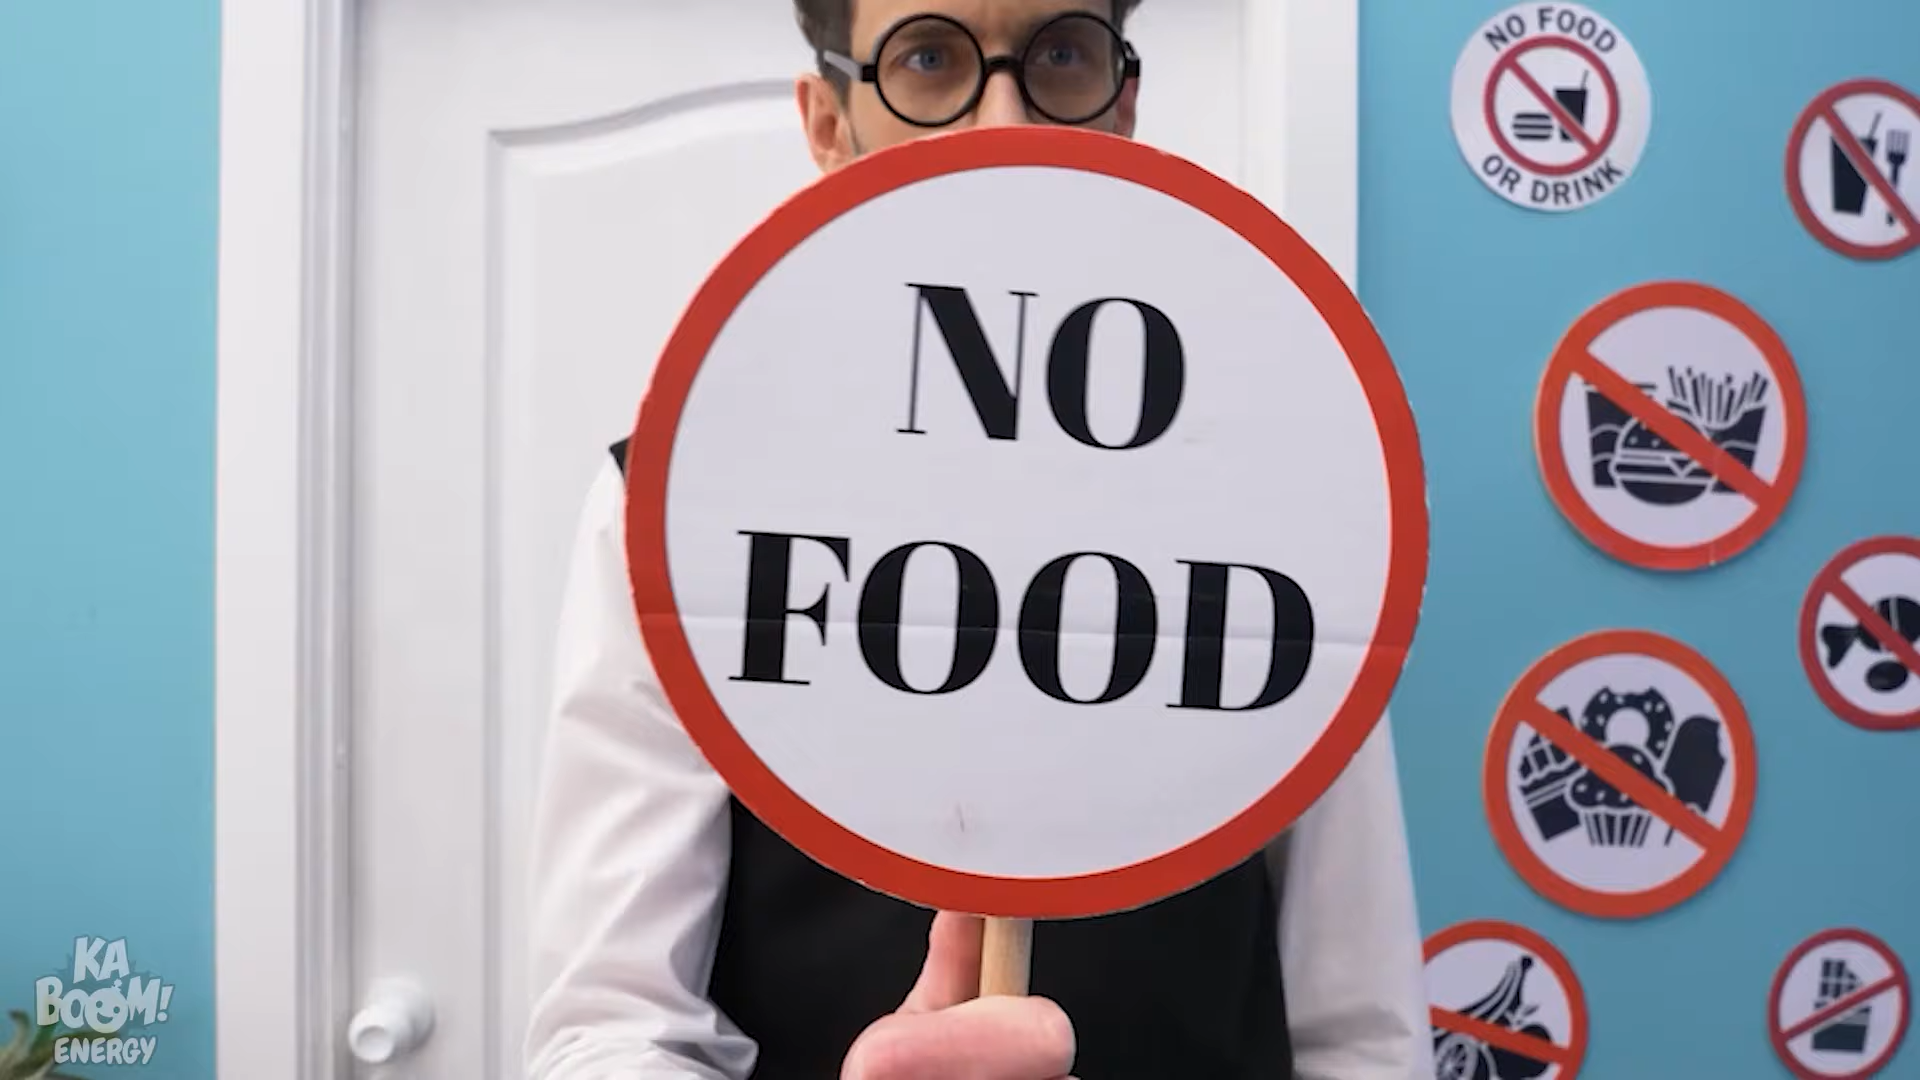 NO FOOD
OR DRINK
NO
FOOD
KA
BOOM!
ENERGY